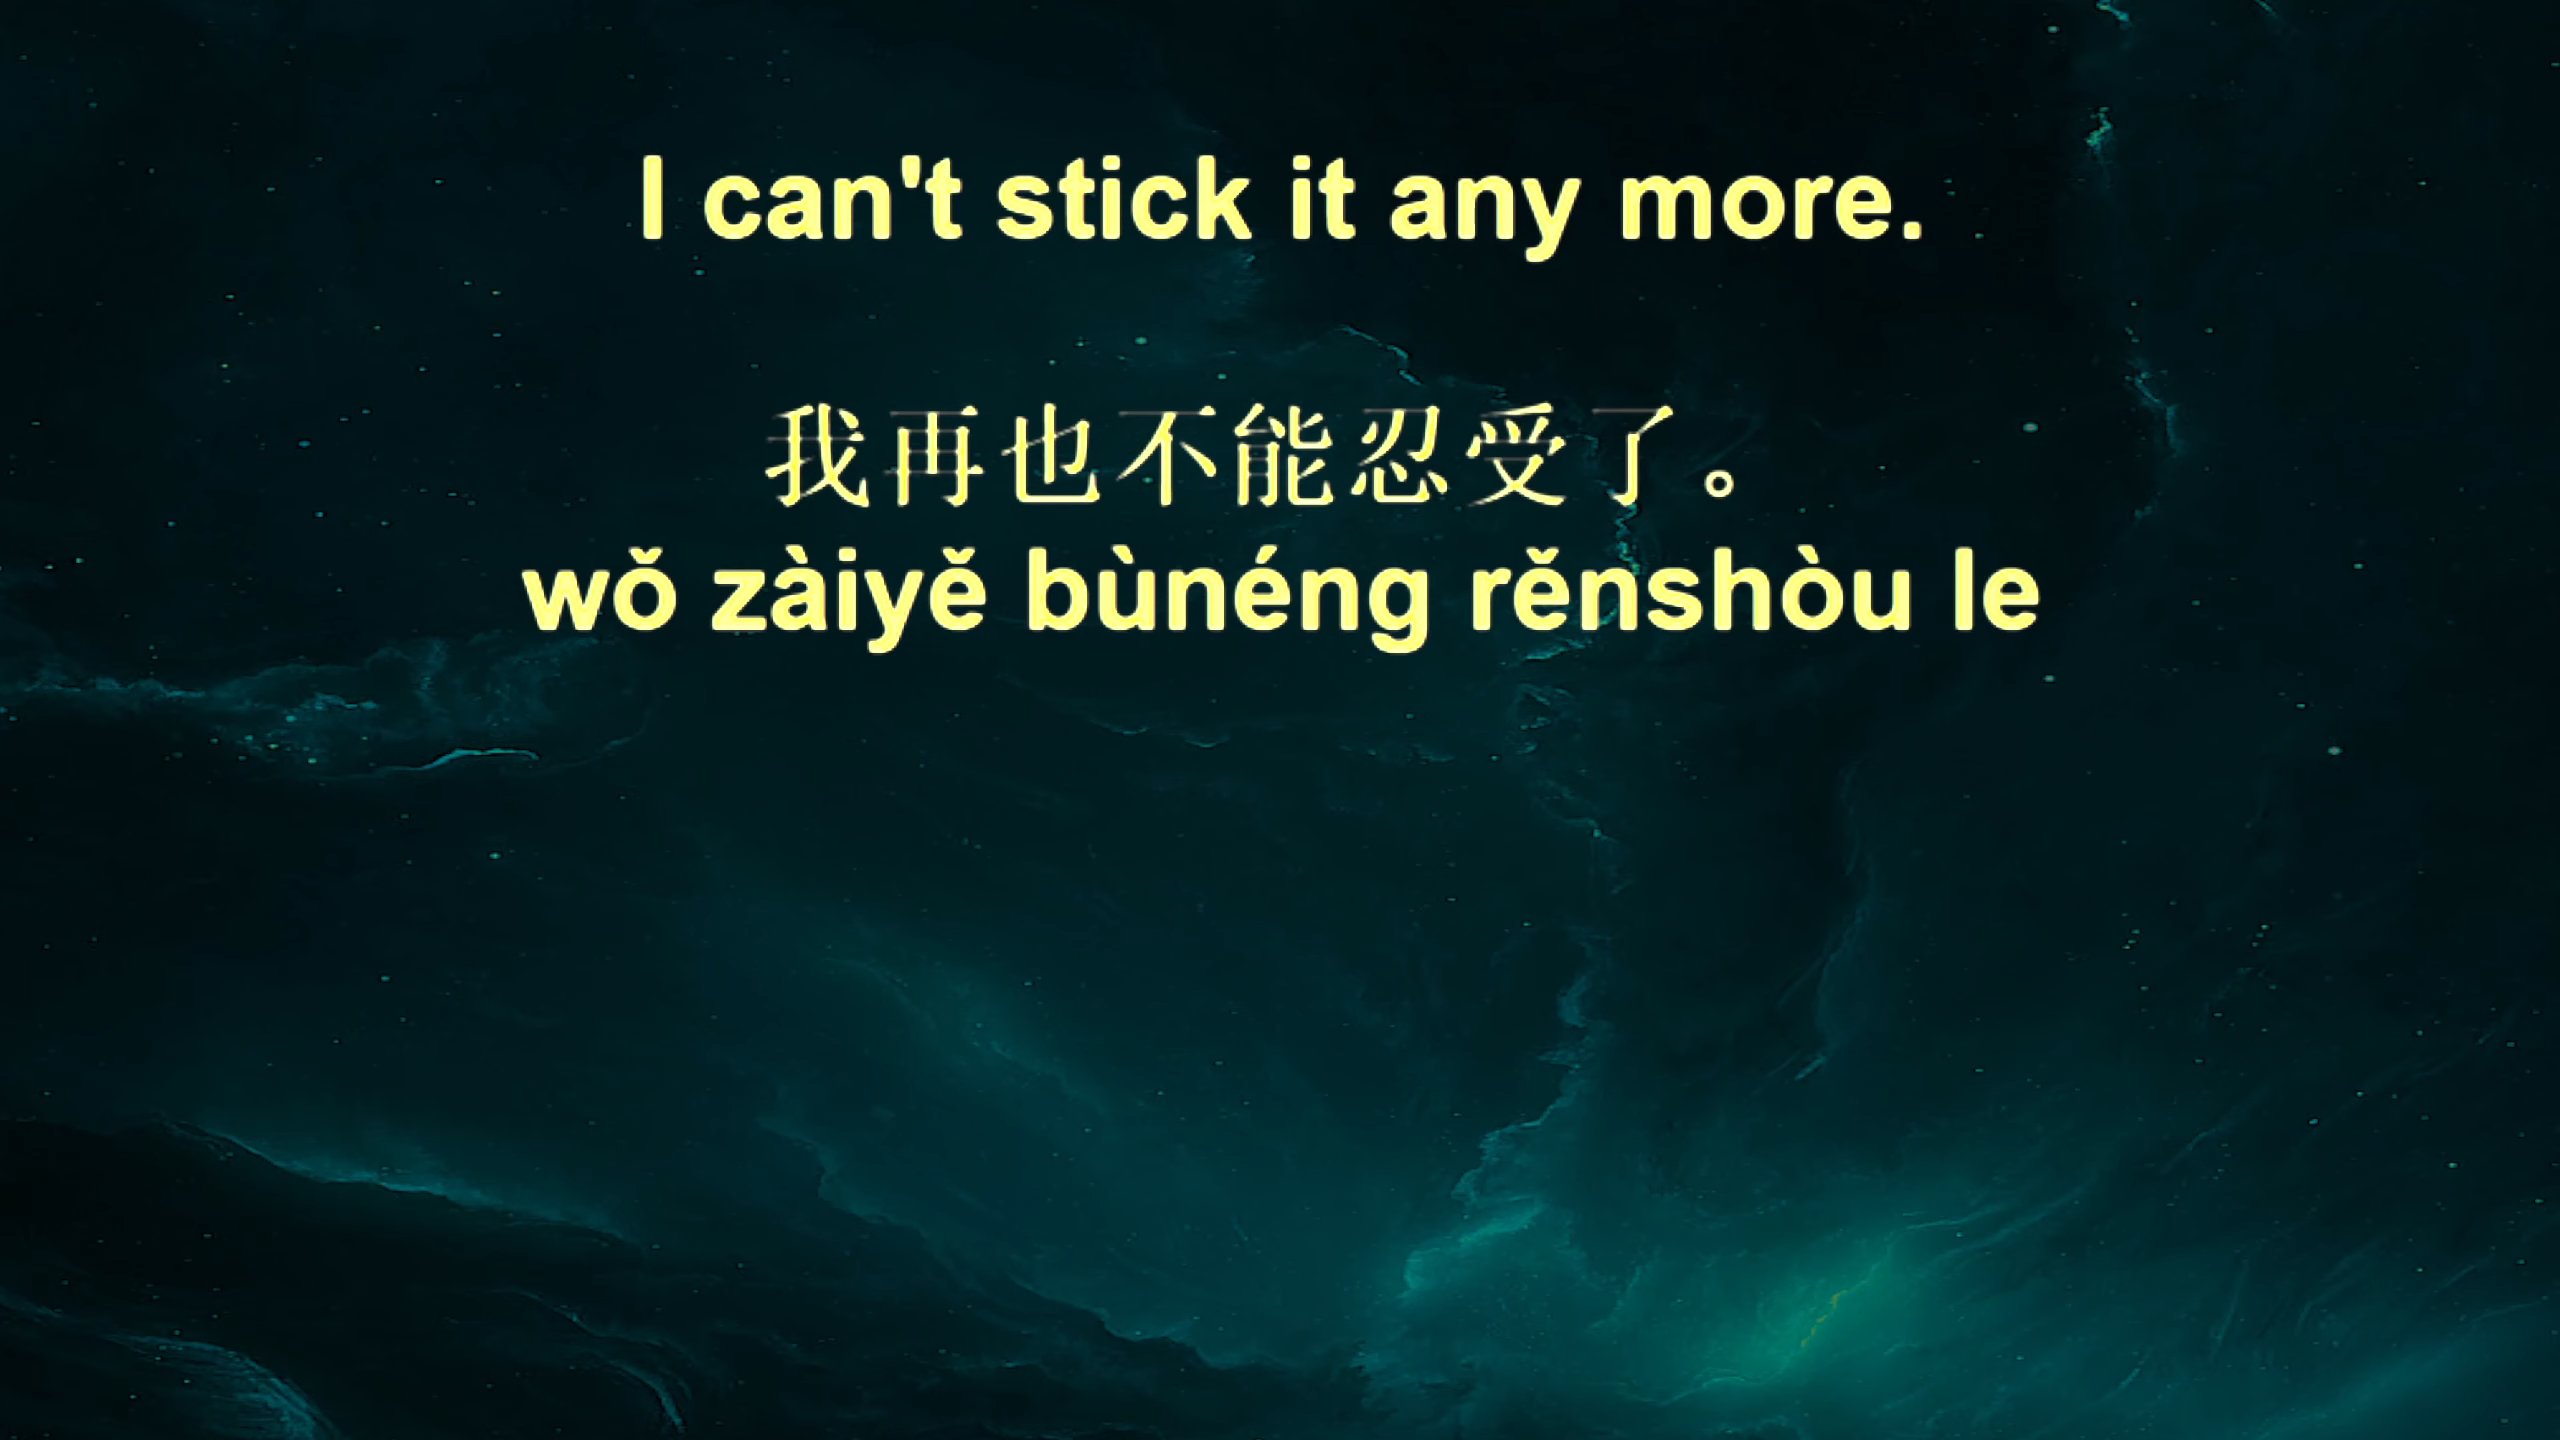 I can't stick it any more.
我再也不能忍受了。
wǒ zàiyě bùnéng rěnshòu le